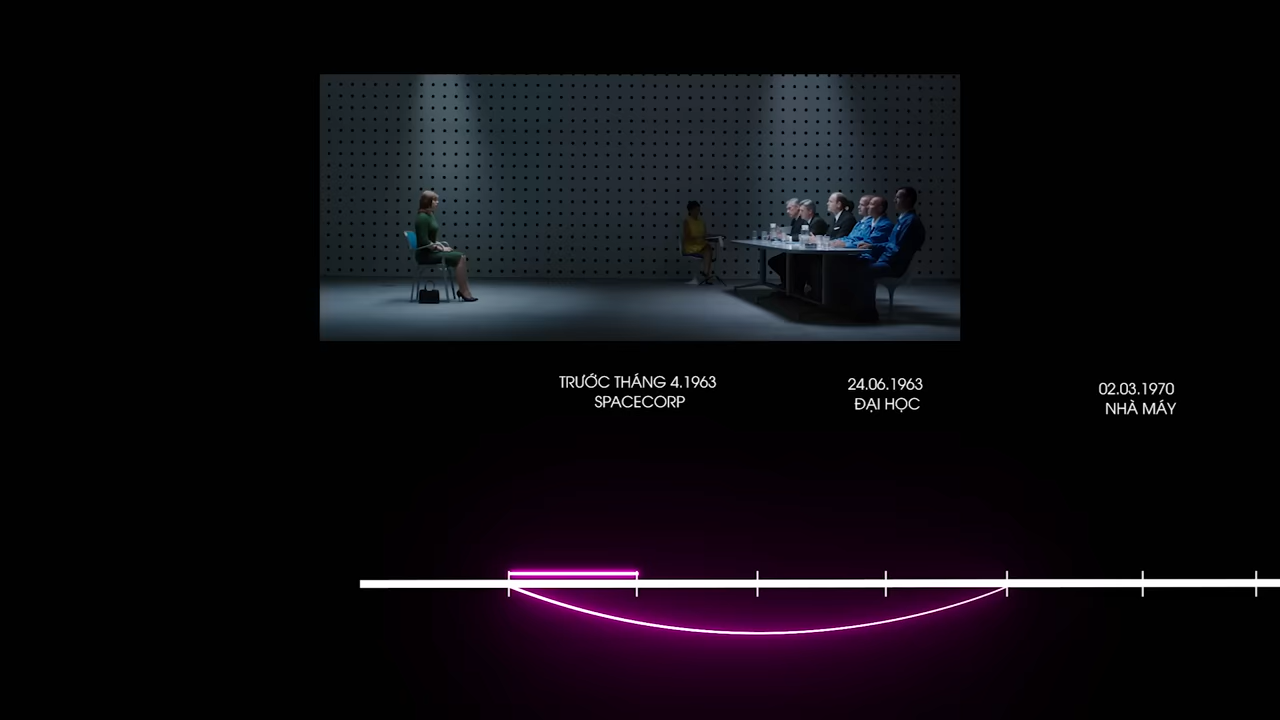 TRƯỚC THÁNG 4.1963
SPACECORP
24.06.1963
ĐẠI HỌC
02.03.1970
NHÀ MÁY